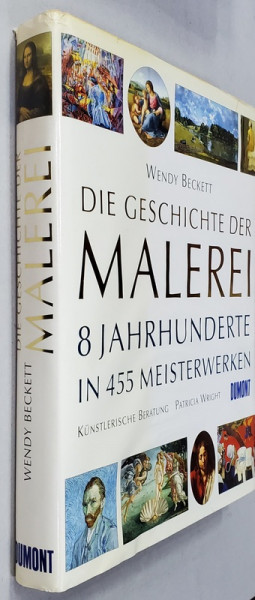 WENDY BECKETT
DIE GESCHICHTE DER
MALEREI
8 JAHRHUNDERTE
IN 455 MEISTERWERKEN
KÜNSTLERISCHE BERATUNG PATRICIA WRIGHT
DUMONT
WENDY BECKETT
DIE GESCHICHTE DER
MALEREI
DUMONT